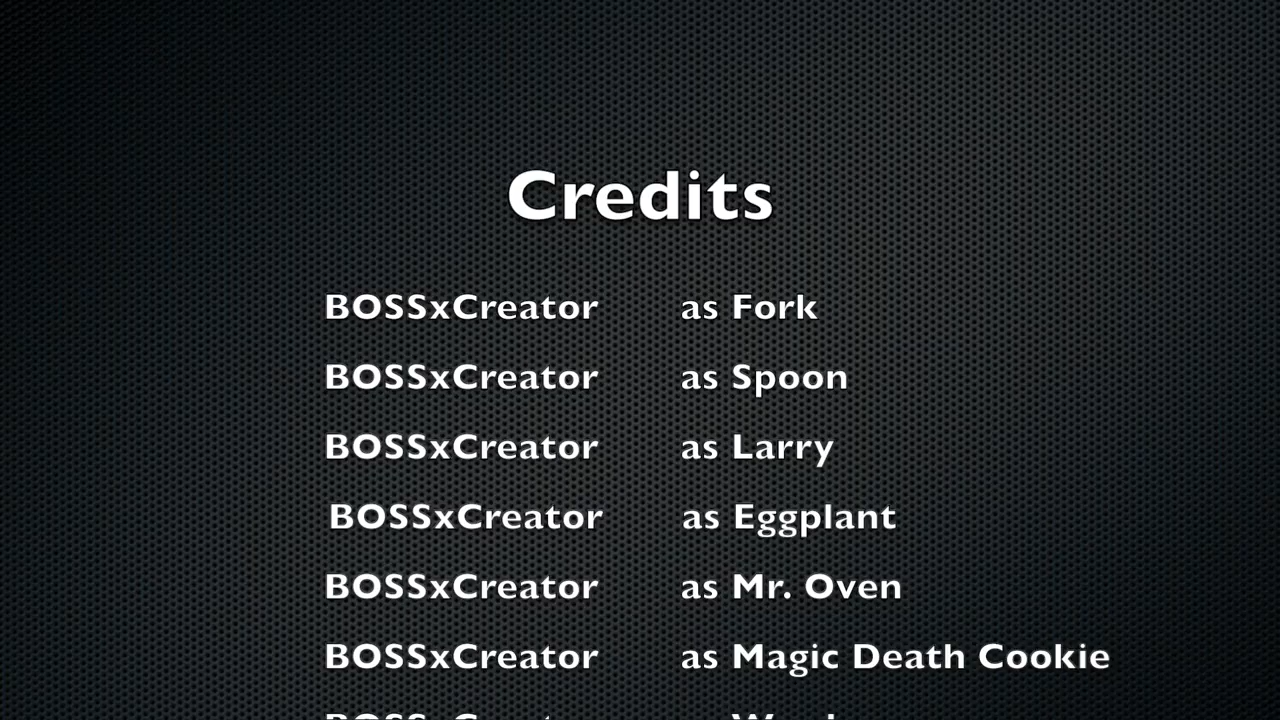 Credits
BOSSxCreator as Fork
BOSSxCreator as Spoon
BOSSxCreator as Larry
BOSSxCreator as Eggplant
BOSSxCreator as Mr. Oven
BOSSxCreator as Magic Death Cookie